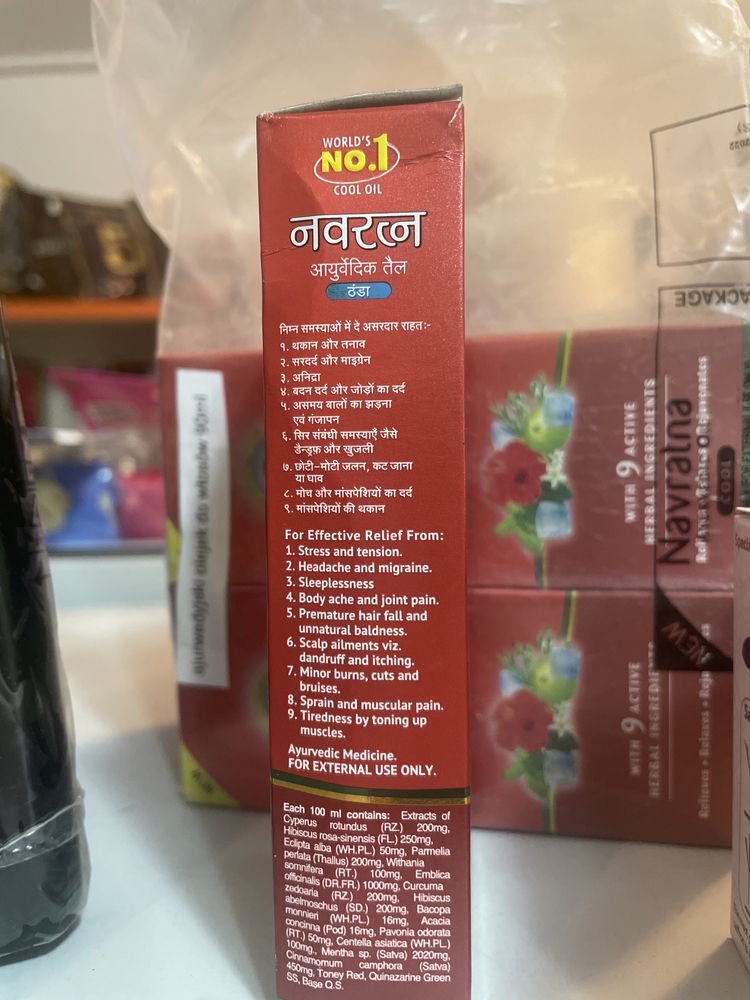 WORLD'S
NO.1
COOL OIL
नवरत्न
आयुर्वेदिक तैल
ठंडा
निम्न समस्याओं में दे असरदार राहत:-
१. थकान और तनाव
२. सरदर्द और माइग्रेन
३. अनिद्रा
४. बदन दर्द और जोड़ों का दर्द
५. असमय बालों का झड़ना
एवं गंजापन
६. सिर संबंधी समस्याएँ जैसे
डैन्ड्रफ और खुजली
७. छोटी-मोटी जलन, कट जाना
या घाव
८. मोच और मांसपेशियों का दर्द
९. मांसपेशियों की थकान
For Effective Relief From:
1. Stress and tension.
2. Headache and migraine.
3. Sleeplessness
4. Body ache and joint pain.
5. Premature hair fall and
unnatural baldness.
6. Scalp ailments viz.
dandruff and itching.
7. Minor burns, cuts and
bruises.
8. Sprain and muscular pain.
9. Tiredness by toning up
muscles.
Ayurvedic Medicine.
FOR EXTERNAL USE ONLY.
Each 100 ml contains: Extracts of
Cyperus rotundus (RZ.) 200mg,
Hibiscus rosa-sinensis (FL.) 250mg,
Eclipta alba (WH.PL.) 50mg, Parmelia
perlata (Thallus) 200mg, Withania
somnifera (RT.) 100mg, Emblica
officinalis (DR.FR.) 1000mg, Curcuma
zedoaria (RZ.) 200mg, Hibiscus
abelmoschus (SD.) 200mg, Bacopa
monnieri (WH.PL.) 16mg, Acacia
concinna (Pod) 16mg, Pavonia odorata
(RT.) 50mg, Centella asiatica (WH.PL.)
100mg., Mentha sp. (Satva) 2020mg,
Cinnamomum camphora (Satva)
450mg, Toney Red, Quinazarine Green
SS, Base Q.S.
ajurwedyjski olejek do włosów 90ml
WITH 9 ACTIVE
HERBAL INGREDIENTS
Navratna
COOL
NEW
WITH 9 ACTIVE
HERBAL INGREDIENTS
Relieves • Relaxes •
PACKAGE
2022